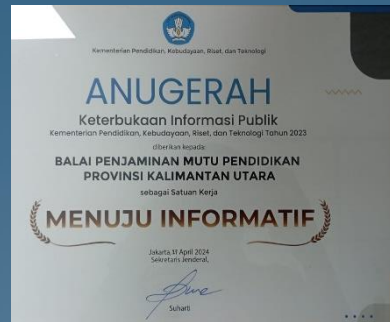 Kementerian Pendidikan, Kebudayaan, Riset, dan Teknologi
ANUGERAH
Keterbukaan Informasi Publik
Kementerian Pendidikan, Kebudayaan, Riset, dan Teknologi Tahun 2023
diberikan kepada:
BALAI PENJAMINAN MUTU PENDIDIKAN
PROVINSI KALIMANTAN UTARA
sebagai Satuan Kerja
MENUJU INFORMATIF
Jakarta, 17 April 2024
Sekretaris Jenderal,
Suharti